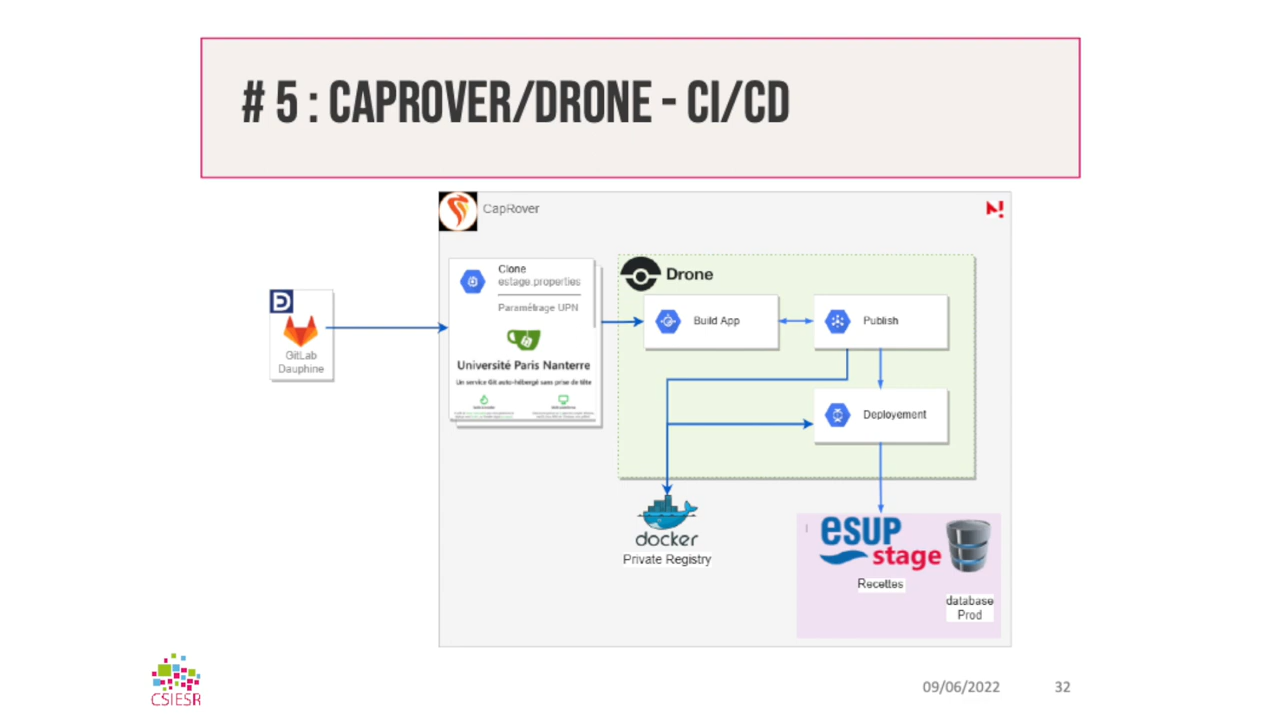 # 5 : CAPROVER/DRONE - CI/CD
CapRover
N!
Clone
estage.properties
Paramétrage UPN
Université Paris Nanterre
Un service Git auto-hébergé sans prise de tête
D
GitLab
Dauphine
Drone
Build App
Publish
Deployement
docker
Private Registry
esup
stage
Recettes
database
Prod
CSIESR
09/06/2022
32